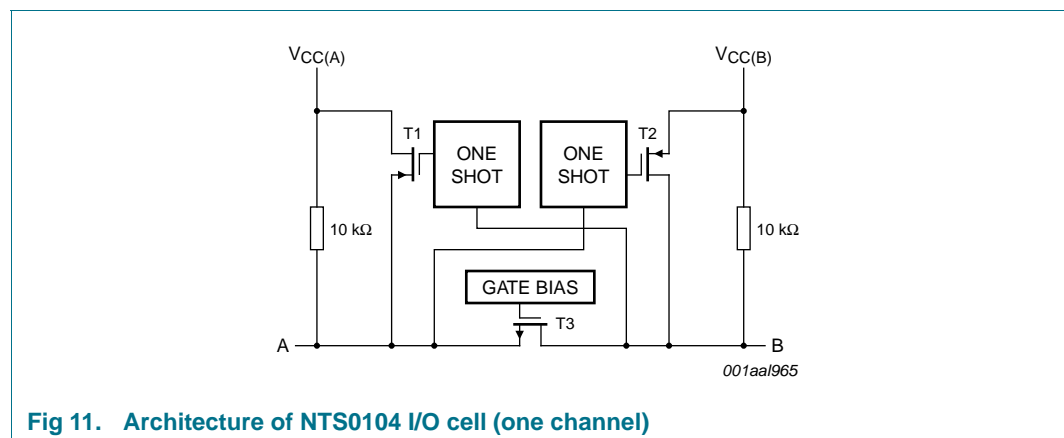 VCC(A)
VCC(B)
T1
ONE
SHOT
ONE
SHOT
T2
10 kΩ
10 kΩ
GATE BIAS
T3
A
B
001aal965
Fig 11. Architecture of NTS0104 I/O cell (one channel)